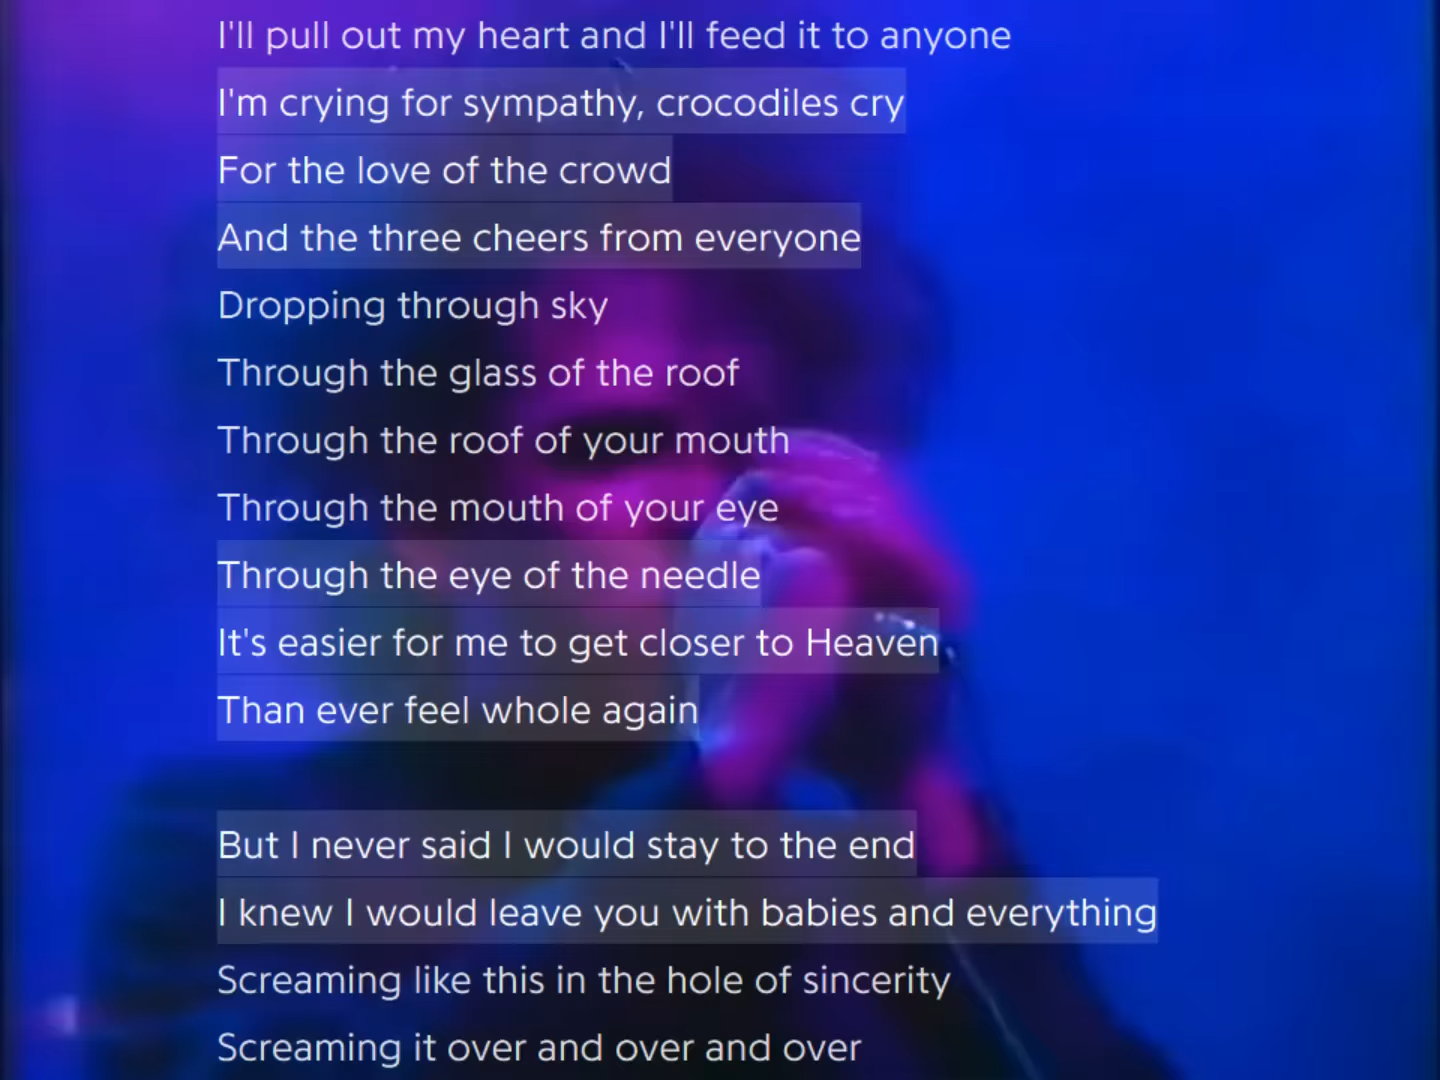 I'll pull out my heart and I'll feed it to anyone
I'm crying for sympathy, crocodiles cry
For the love of the crowd
And the three cheers from everyone
Dropping through sky
Through the glass of the roof
Through the roof of your mouth
Through the mouth of your eye
Through the eye of the needle
It's easier for me to get closer to Heaven
Than ever feel whole again
But I never said I would stay to the end
I knew I would leave you with babies and everything
Screaming like this in the hole of sincerity
Screaming it over and over and over